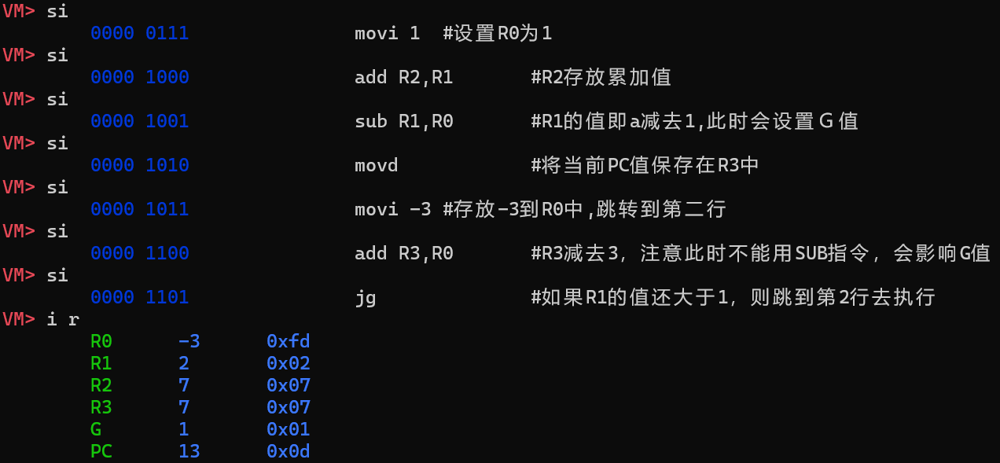 VM> si
0000 0111 movi 1 #设置R0为1
VM> si
0000 1000 add R2,R1 #R2存放累加值
VM> si
0000 1001 sub R1,R0 #R1的值即a减去1,此时会设置G值
VM> si
0000 1010 movd #将当前PC值保存在R3中
VM> si
0000 1011 movi -3 #存放-3到R0中,跳转到第二行
VM> si
0000 1100 add R3,R0 #R3减去3，注意此时不能用SUB指令，会影响G值
VM> si
0000 1101 jg #如果R1的值还大于1，则跳到第2行去执行
VM> i r
R0 -3 0xfd
R1 2 0x02
R2 7 0x07
R3 7 0x07
G 1 0x01
PC 13 0x0d